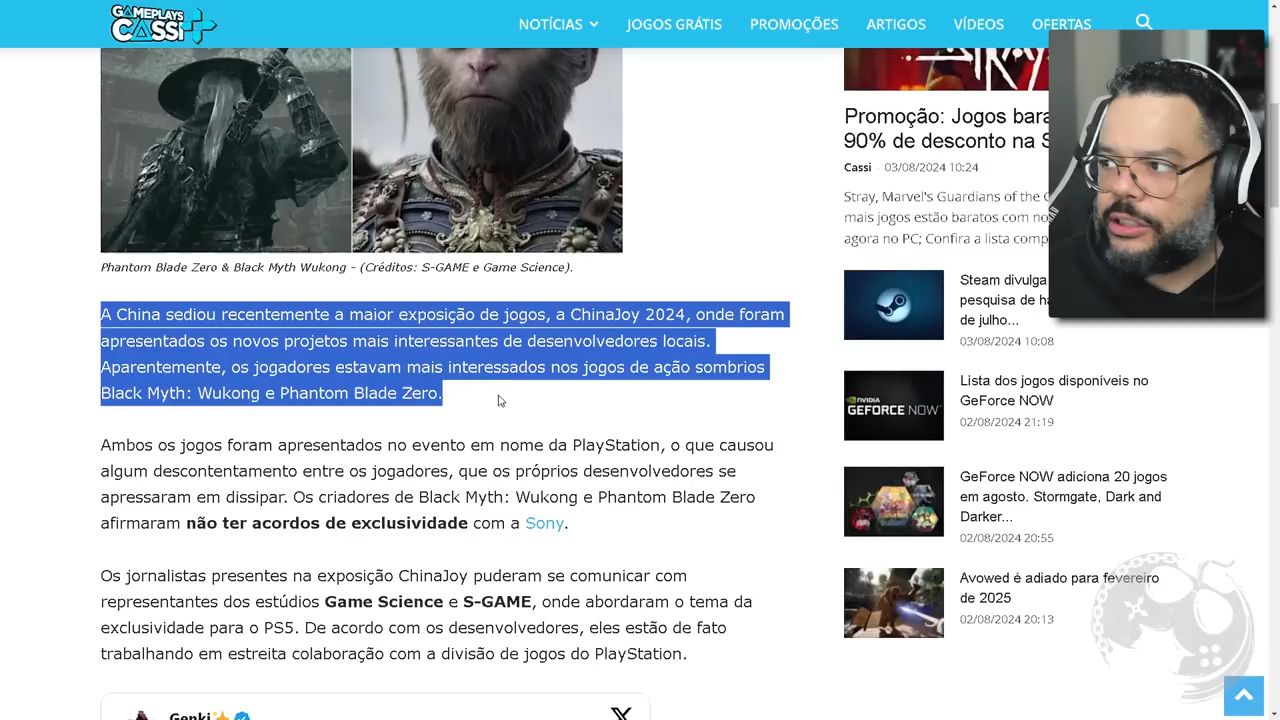 GAMEPLAYS
CASSI
NOTÍCIAS
JOGOS GRÁTIS
PROMOÇÕES
ARTIGOS
VÍDEOS
OFERTAS
Phantom Blade Zero & Black Myth Wukong - (Créditos: S-GAME e Game Science).
A China sediou recentemente a maior exposição de jogos, a ChinaJoy 2024, onde foram
apresentados os novos projetos mais interessantes de desenvolvedores locais.
Aparentemente, os jogadores estavam mais interessados nos jogos de ação sombrios
Black Myth: Wukong e Phantom Blade Zero.
Ambos os jogos foram apresentados no evento em nome da PlayStation, o que causou
algum descontentamento entre os jogadores, que os próprios desenvolvedores se
apressaram em dissipar. Os criadores de Black Myth: Wukong e Phantom Blade Zero
afirmaram não ter acordos de exclusividade com a Sony.
Os jornalistas presentes na exposição ChinaJoy puderam se comunicar com
representantes dos estúdios Game Science e S-GAME, onde abordaram o tema da
exclusividade para o PS5. De acordo com os desenvolvedores, eles estão de fato
trabalhando em estreita colaboração com a divisão de jogos do PlayStation.
Genki
Promoção: Jogos
90% de desconto na
Cassi - 03/08/2024 10:24
Stray, Marvel's Guardians of the
mais jogos estão baratos com
agora no PC; Confira a lista
Steam divulga
pesquisa de
de julho...
03/08/2024 10:08
NVIDIA
GEFORCE NOW
Lista dos jogos disponíveis no
GeForce NOW
02/08/2024 21:19
GeForce NOW adiciona 20 jogos
em agosto. Stormgate, Dark and
Darker...
02/08/2024 20:55
Avowed é adiado para fevereiro
de 2025
02/08/2024 20:13